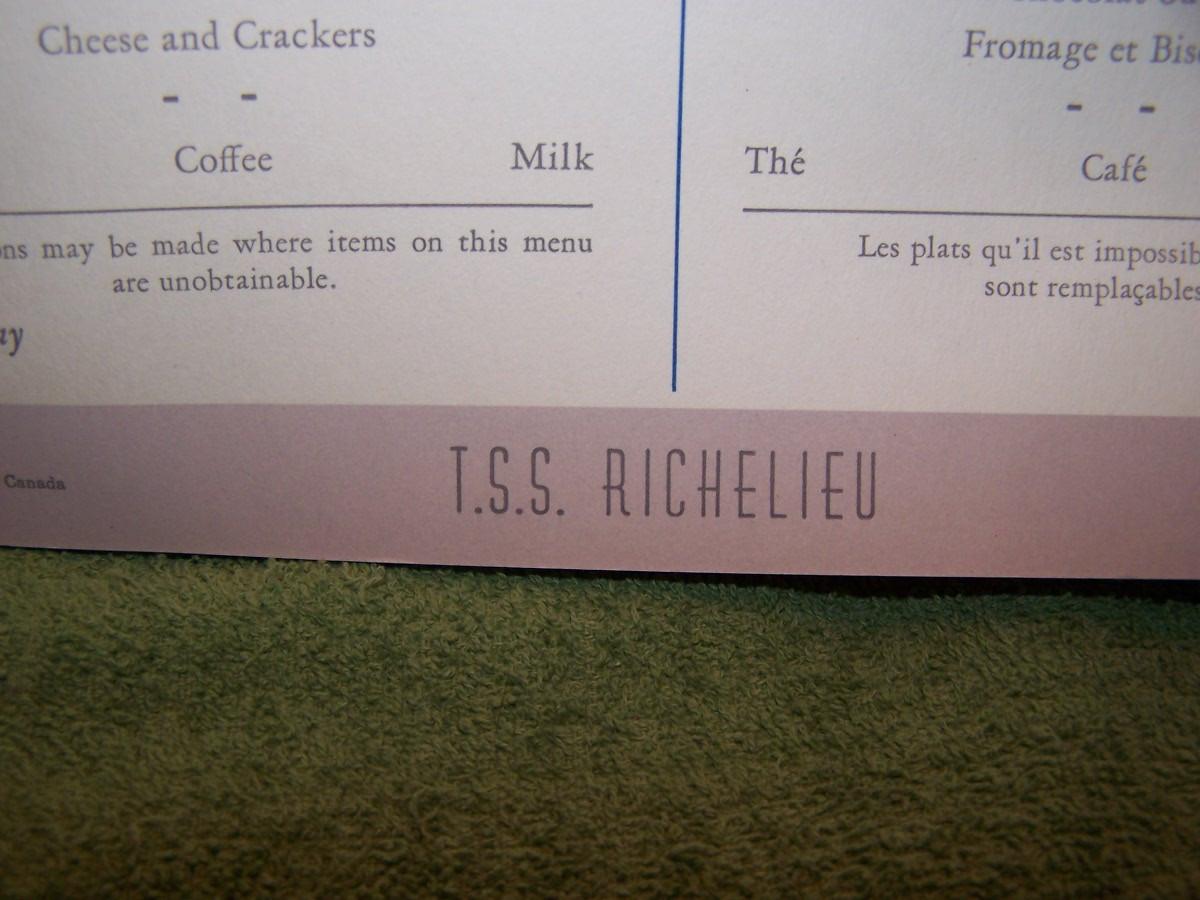 Cheese and Crackers
- -
Coffee Milk
may be made where items on this menu
are unobtainable.
Fromage et
- -
Thé Café
Les plats qu'il est
sont remplaçables
Canada
T.S.S. RICHELIEU